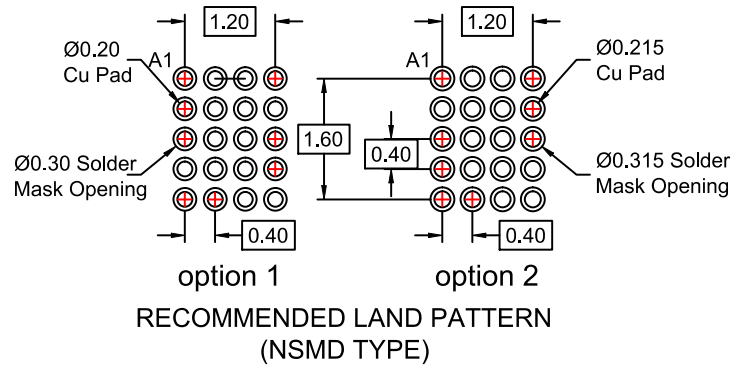 1.20
1.20
Ø0.20
Cu Pad
A1
A1
Ø0.215
Cu Pad
1.60
0.40
Ø0.30 Solder
Mask Opening
Ø0.315 Solder
Mask Opening
0.40
0.40
option 1
option 2
RECOMMENDED LAND PATTERN
(NSMD TYPE)